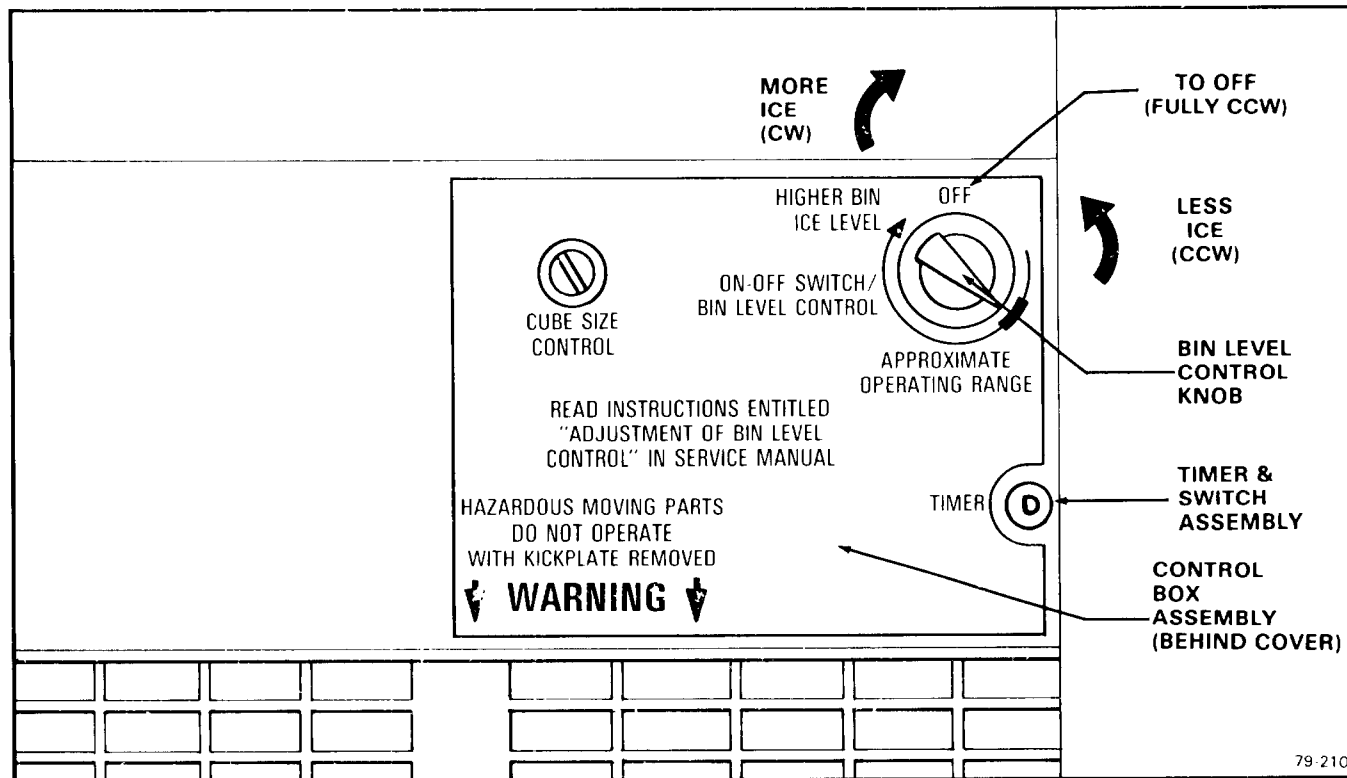 MORE
ICE
(CW)
TO OFF
(FULLY CCW)
HIGHER BIN
ICE LEVEL
OFF
LESS
ICE
(CCW)
ON-OFF SWITCH/
BIN LEVEL CONTROL
CUBE SIZE
CONTROL
APPROXIMATE
OPERATING RANGE
BIN LEVEL
CONTROL
KNOB
READ INSTRUCTIONS ENTITLED
"ADJUSTMENT OF BIN LEVEL
CONTROL" IN SERVICE MANUAL
TIMER
D
TIMER &
SWITCH
ASSEMBLY
HAZARDOUS MOVING PARTS
DO NOT OPERATE
WITH KICKPLATE REMOVED
WARNING
CONTROL
BOX
ASSEMBLY
(BEHIND COVER)
79-210